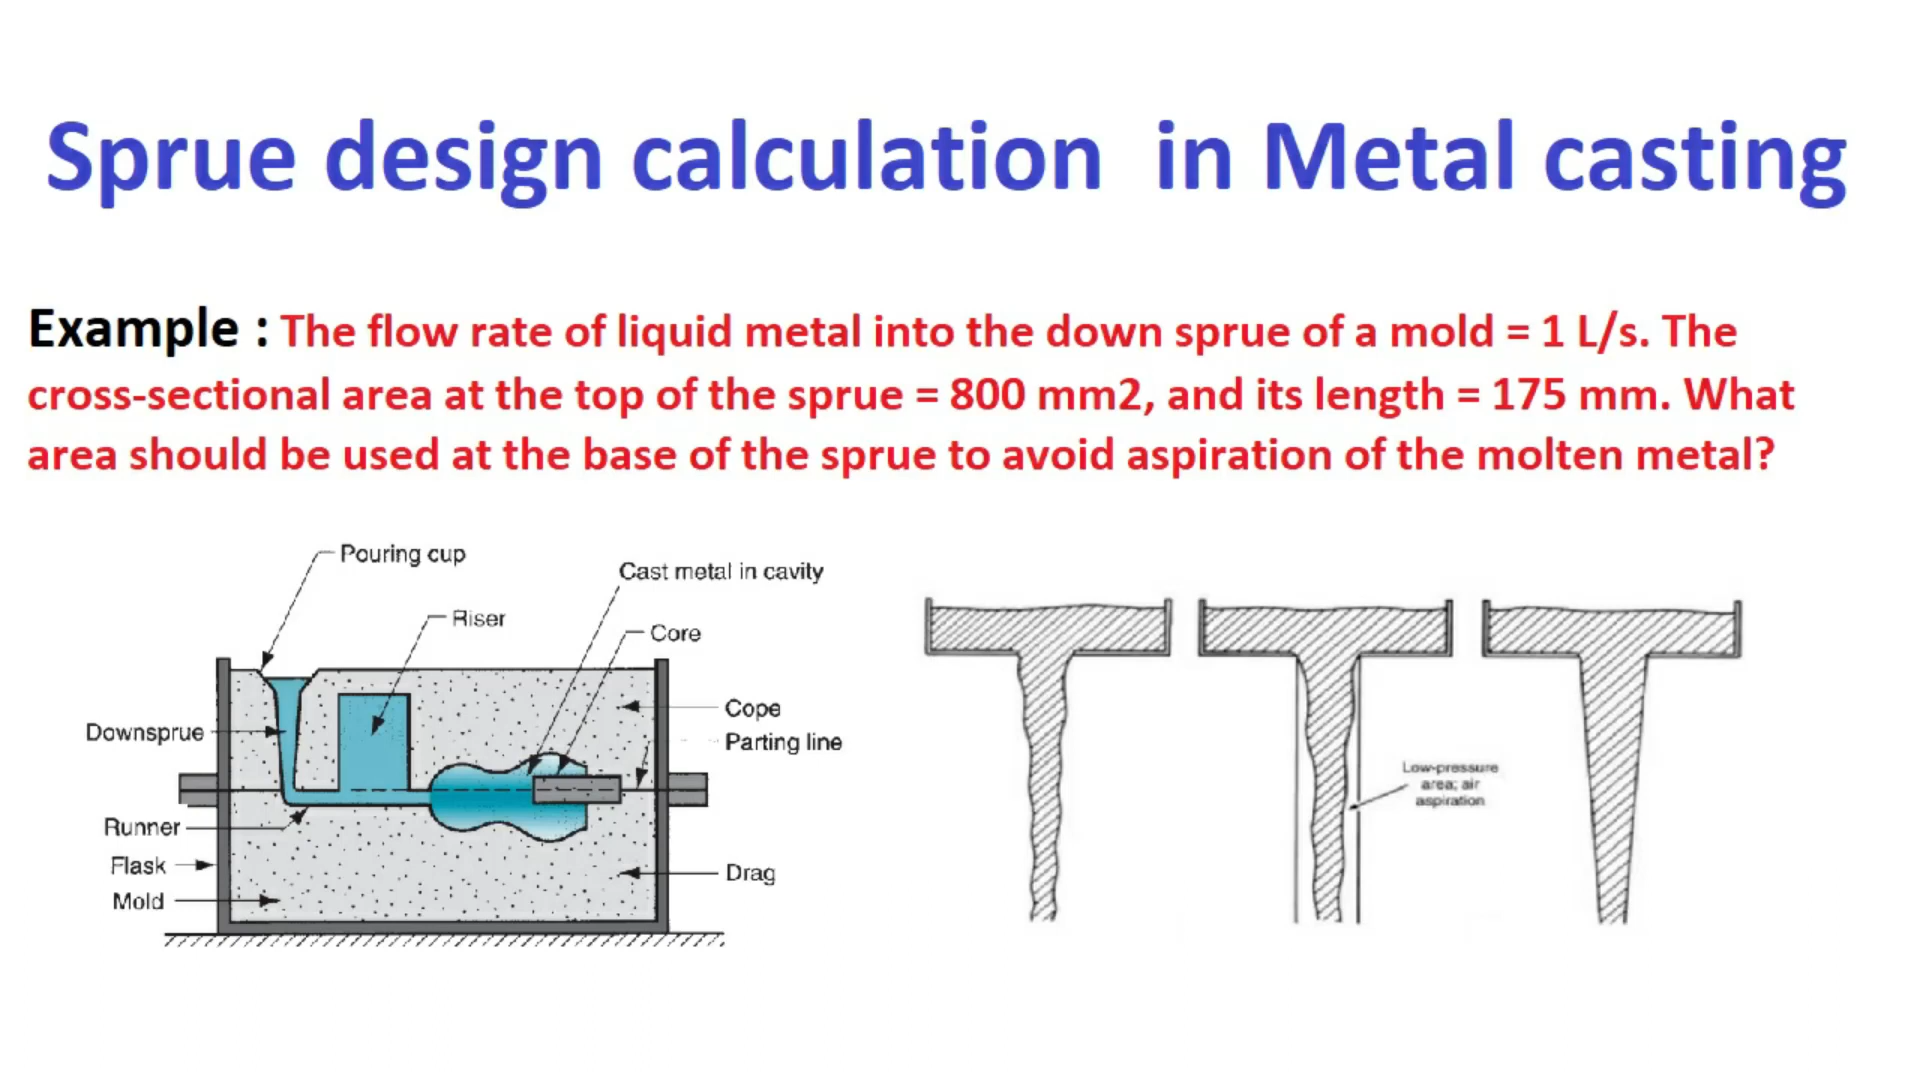 Sprue design calculation in Metal casting
Example : The flow rate of liquid metal into the down sprue of a mold = 1 L/s. The
cross-sectional area at the top of the sprue = 800 mm2, and its length = 175 mm. What
area should be used at the base of the sprue to avoid aspiration of the molten metal?
Pouring cup
Cast metal in cavity
Riser
Core
Cope
Downsprue
Parting line
Low-pressure
area; air
aspiration
Runner
Flask
Drag
Mold